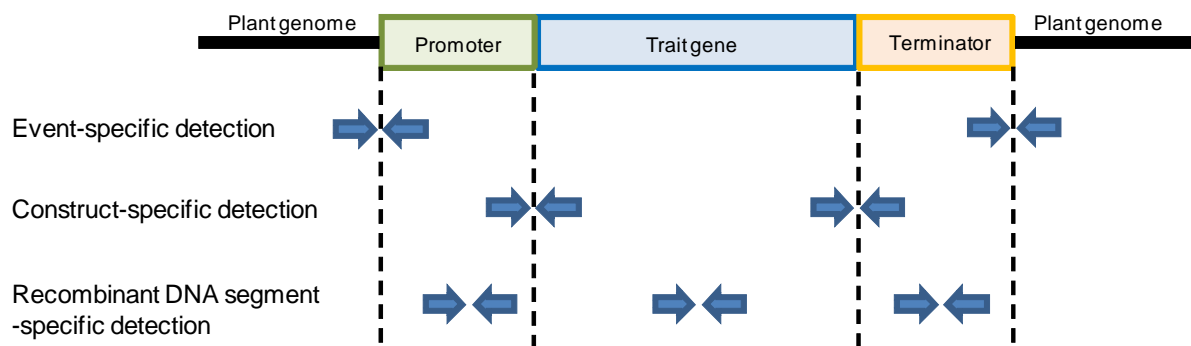 Plant genome
Plant genome
Promoter
Trait gene
Terminator
Event-specific detection
Construct-specific detection
Recombinant DNA segment
-specific detection